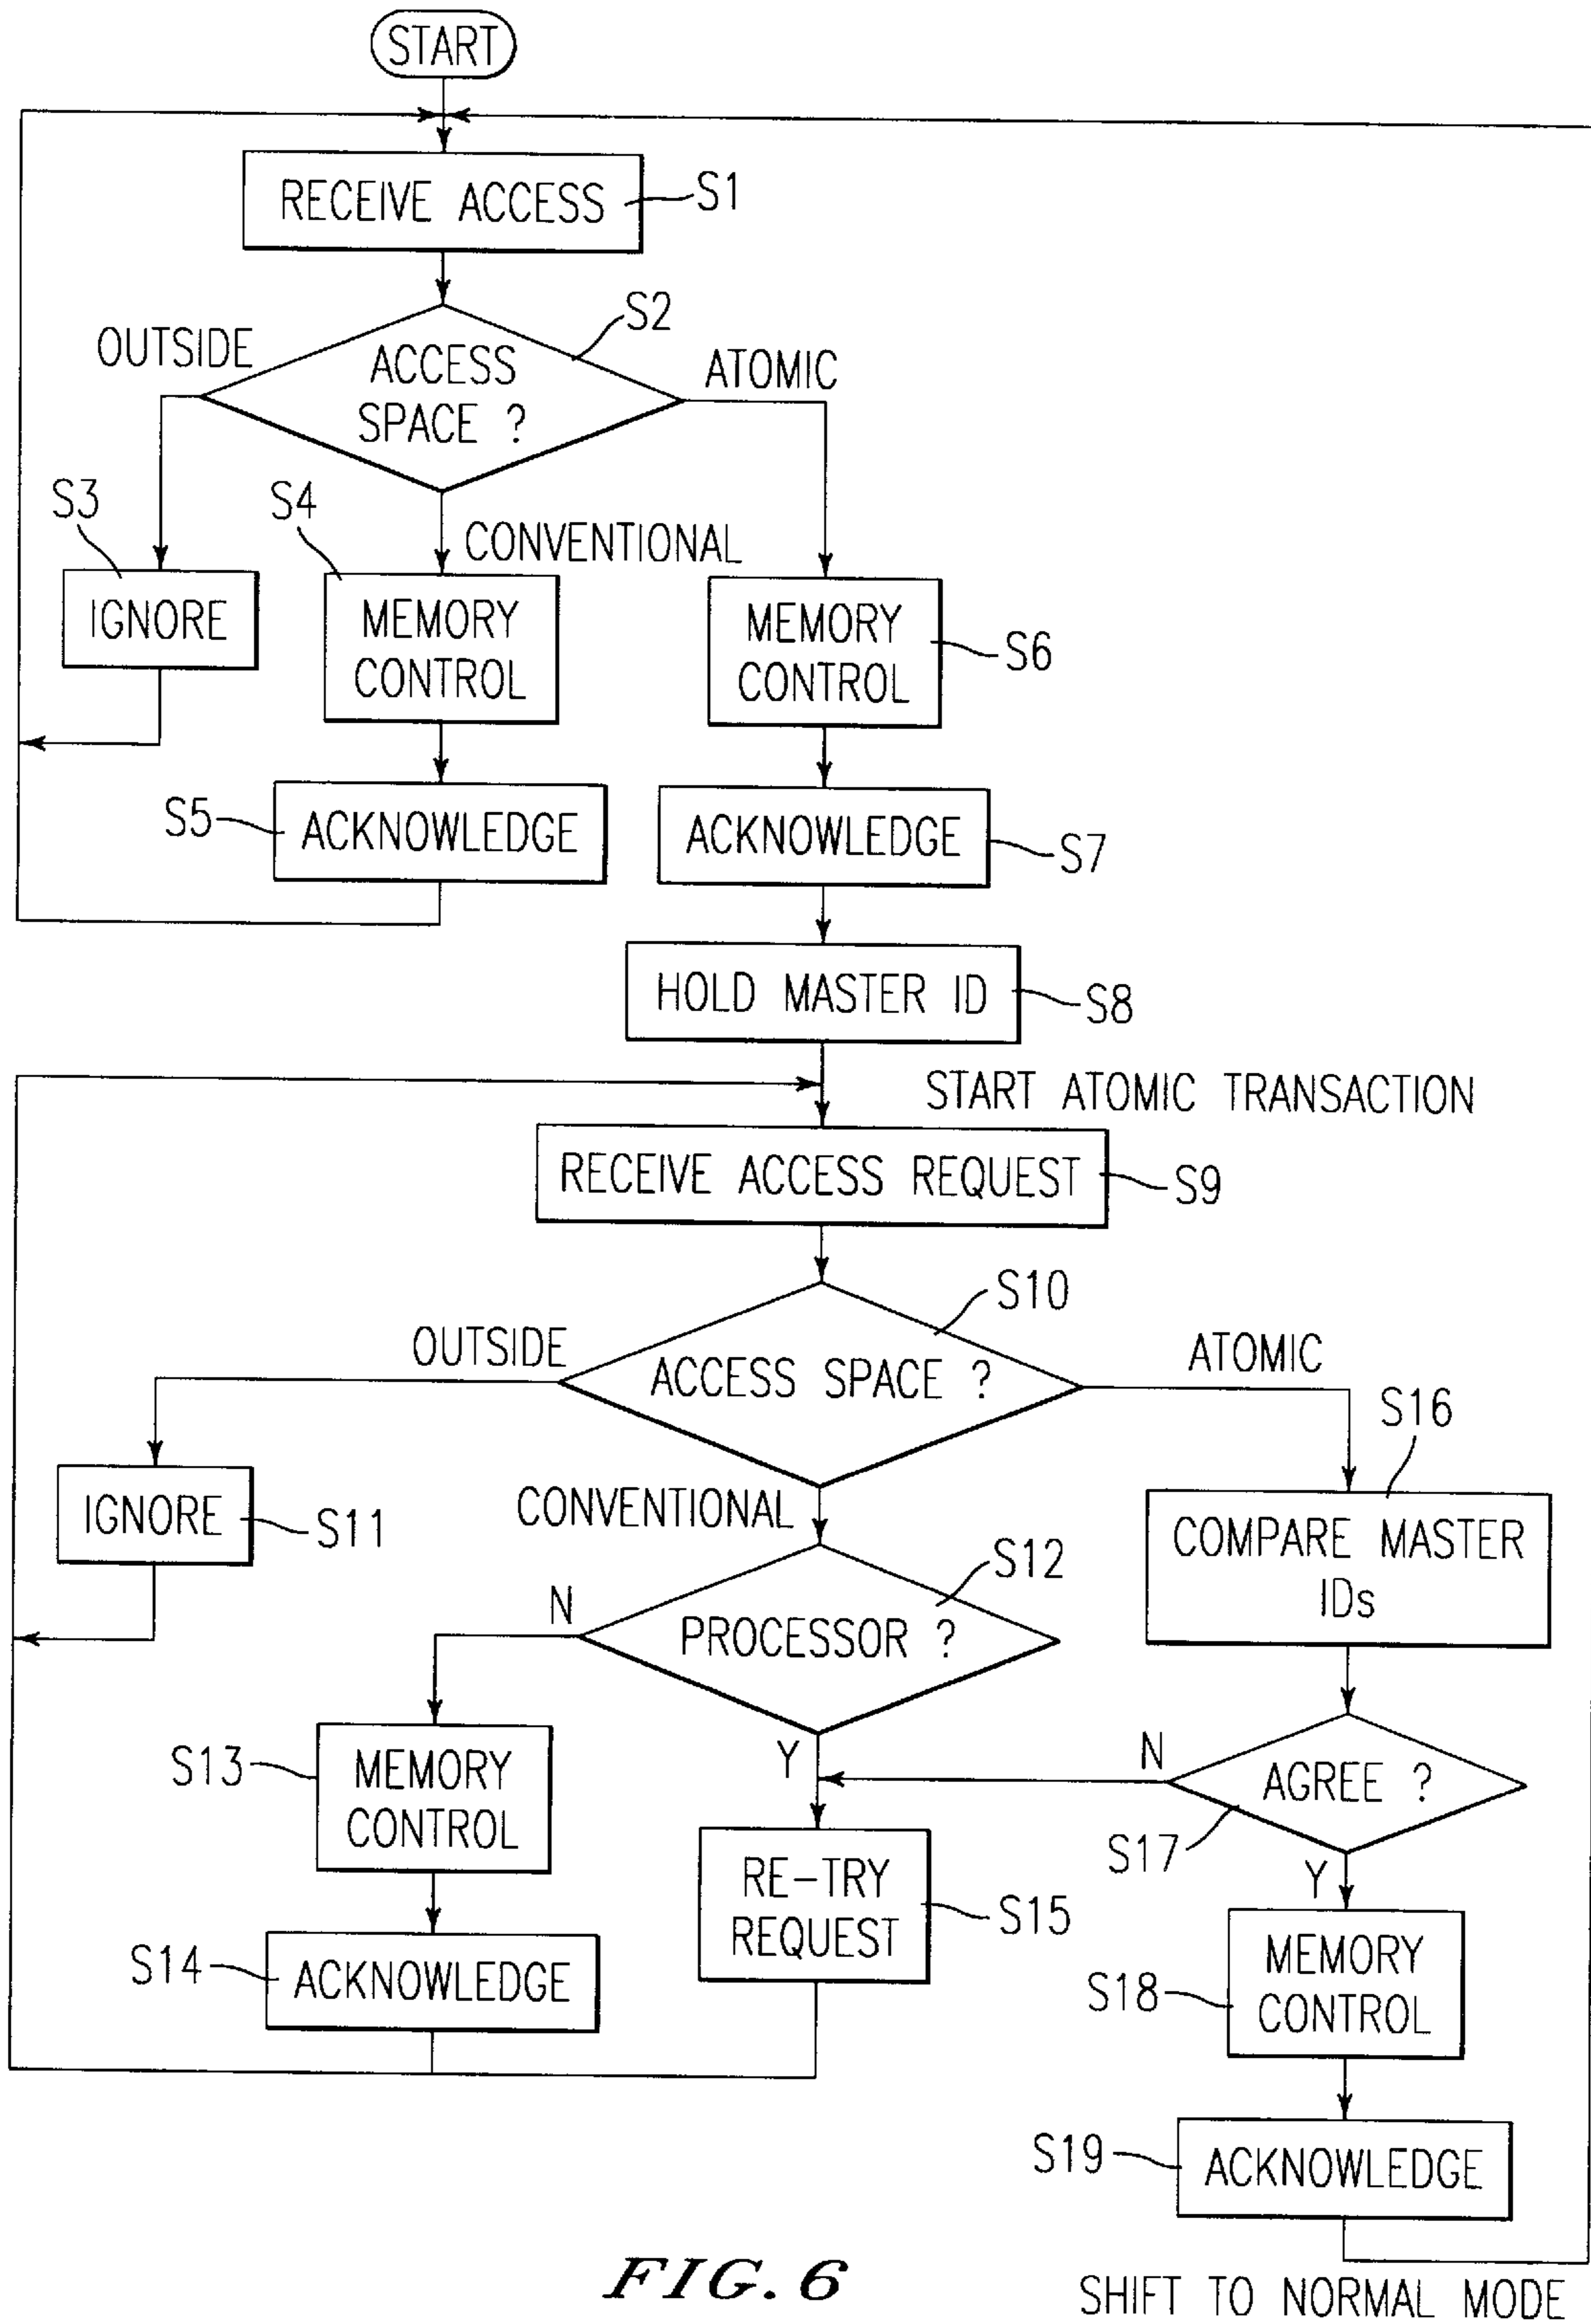 START
RECEIVE ACCESS
S1
S2
OUTSIDE
ACCESS
SPACE ?
ATOMIC
S3
S4
CONVENTIONAL
IGNORE
MEMORY
CONTROL
MEMORY
CONTROL
S6
S5
ACKNOWLEDGE
ACKNOWLEDGE
S7
HOLD MASTER ID
S8
START ATOMIC TRANSACTION
RECEIVE ACCESS REQUEST
S9
S10
OUTSIDE
ACCESS SPACE ?
ATOMIC
S16
IGNORE
S11
CONVENTIONAL
COMPARE MASTER
IDs
S12
N
PROCESSOR ?
S13
MEMORY
CONTROL
Y
N
AGREE ?
S17
Y
RE-TRY
REQUEST
S15
S14
ACKNOWLEDGE
S18
MEMORY
CONTROL
S19
ACKNOWLEDGE
FIG. 6
SHIFT TO NORMAL MODE